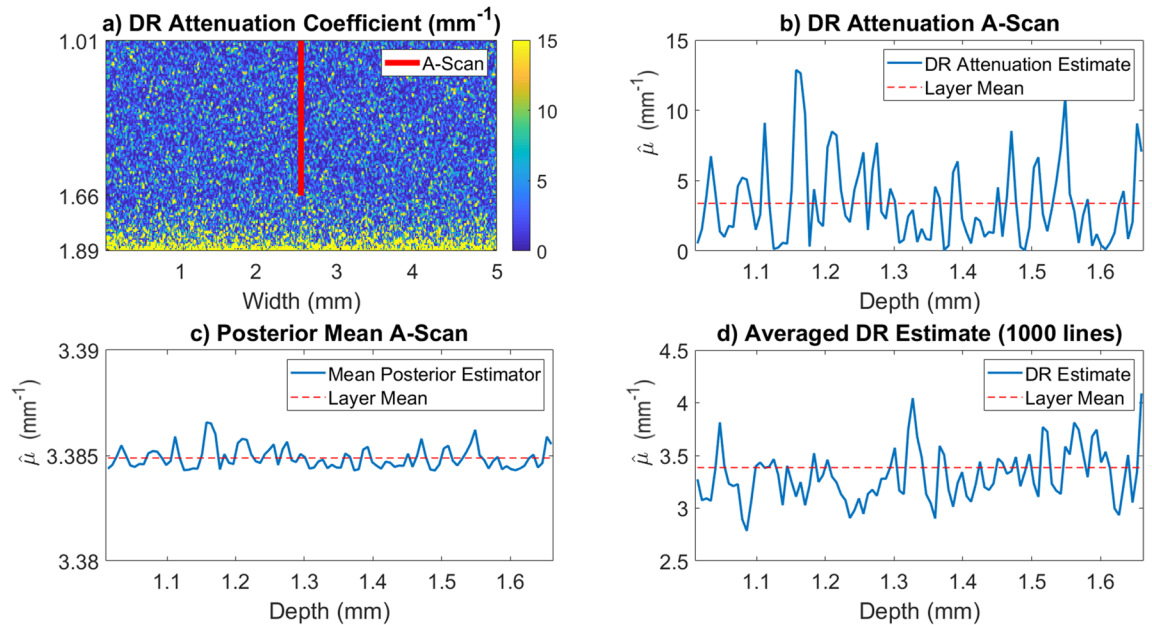 a) DR Attenuation Coefficient (mm-1)
1.01
1.66
1.89
1 2 3 4 5
Width (mm)
A-Scan
15
10
5
0
b) DR Attenuation A-Scan
15
10
5
0
μ̂ (mm-1)
DR Attenuation Estimate
Layer Mean
1.1 1.2 1.3 1.4 1.5 1.6
Depth (mm)
c) Posterior Mean A-Scan
3.39
3.385
3.38
μ̂ (mm-1)
Mean Posterior Estimator
Layer Mean
1.1 1.2 1.3 1.4 1.5 1.6
Depth (mm)
d) Averaged DR Estimate (1000 lines)
4.5
4
3.5
3
2.5
μ̂ (mm-1)
DR Estimate
Layer Mean
1.1 1.2 1.3 1.4 1.5 1.6
Depth (mm)